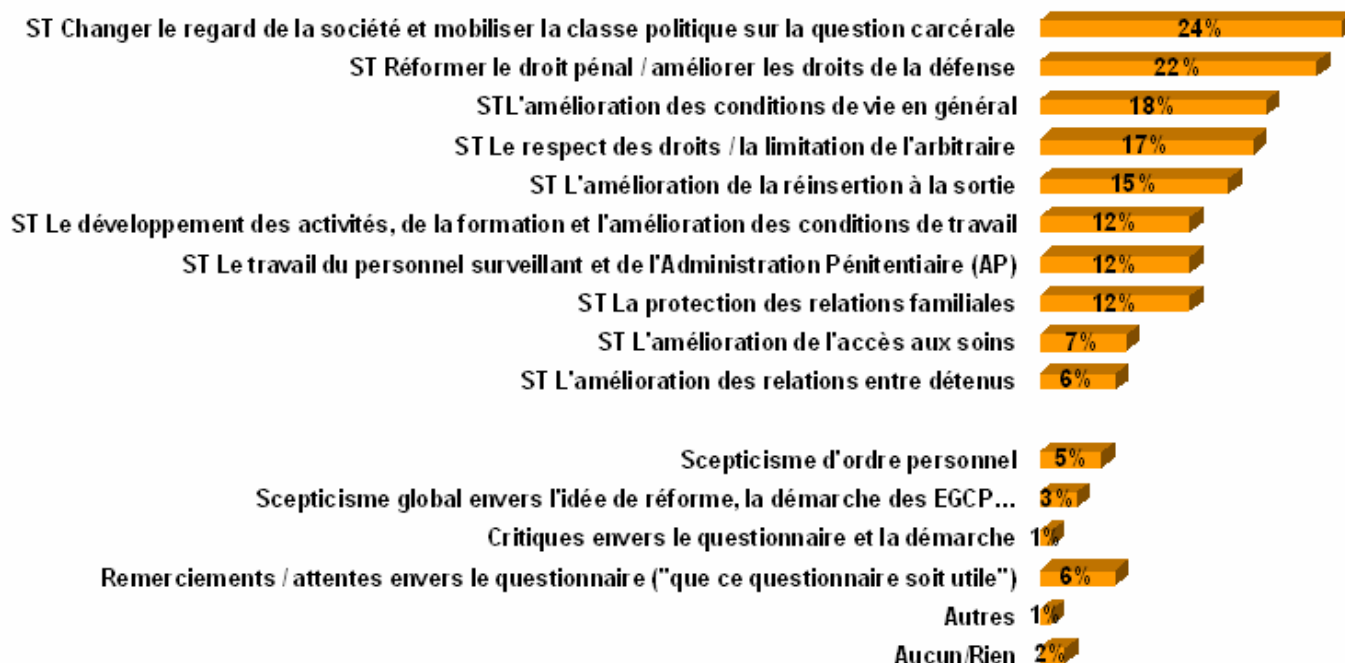 ST Changer le regard de la société et mobiliser la classe politique sur la question carcérale 24%
ST Réformer le droit pénal / améliorer les droits de la défense 22%
STL'amélioration des conditions de vie en général 18%
ST Le respect des droits / la limitation de l'arbitraire 17%
ST L'amélioration de la réinsertion à la sortie 15%
ST Le développement des activités, de la formation et l'amélioration des conditions de travail 12%
ST Le travail du personnel surveillant et de l'Administration Pénitentiaire (AP) 12%
ST La protection des relations familiales 12%
ST L'amélioration de l'accès aux soins 7%
ST L'amélioration des relations entre détenus 6%
Scepticisme d'ordre personnel 5%
Scepticisme global envers l'idée de réforme, la démarche des EGCP... 3%
Critiques envers le questionnaire et la démarche 1%
Remerciements / attentes envers le questionnaire ("que ce questionnaire soit utile") 6%
Autres 1%
Aucun/Rien 2%